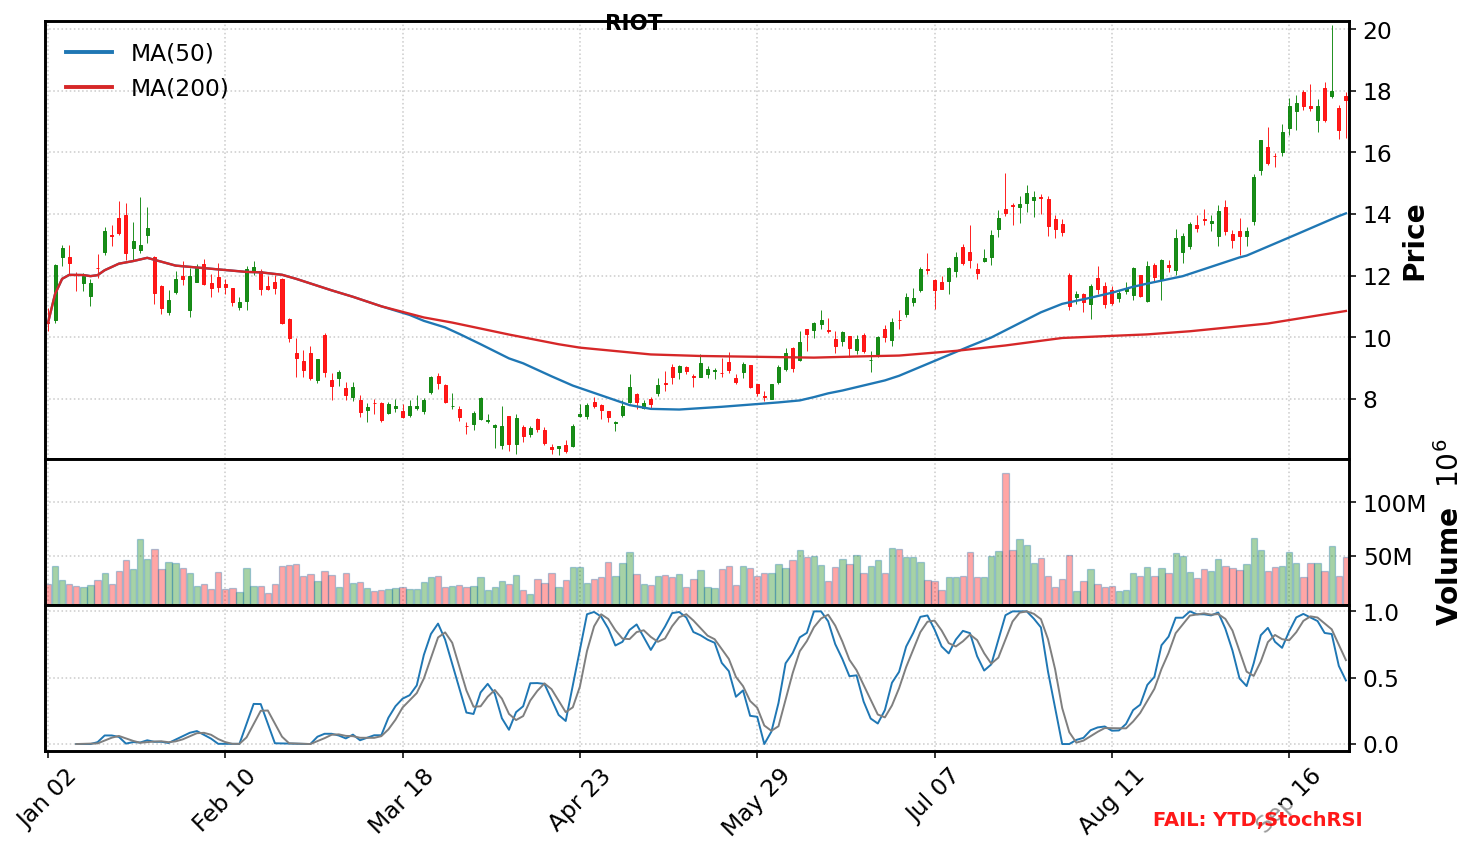 RIOT
MA(50)
MA(200)
20
18
16
14
12
10
8
Price
100M
50M
Volume 10^6
1.0
0.5
0.0
Jan 02
Feb 10
Mar 18
Apr 23
May 29
Jul 07
Aug 11
Sep 16
FAIL: YTD,StochRSI